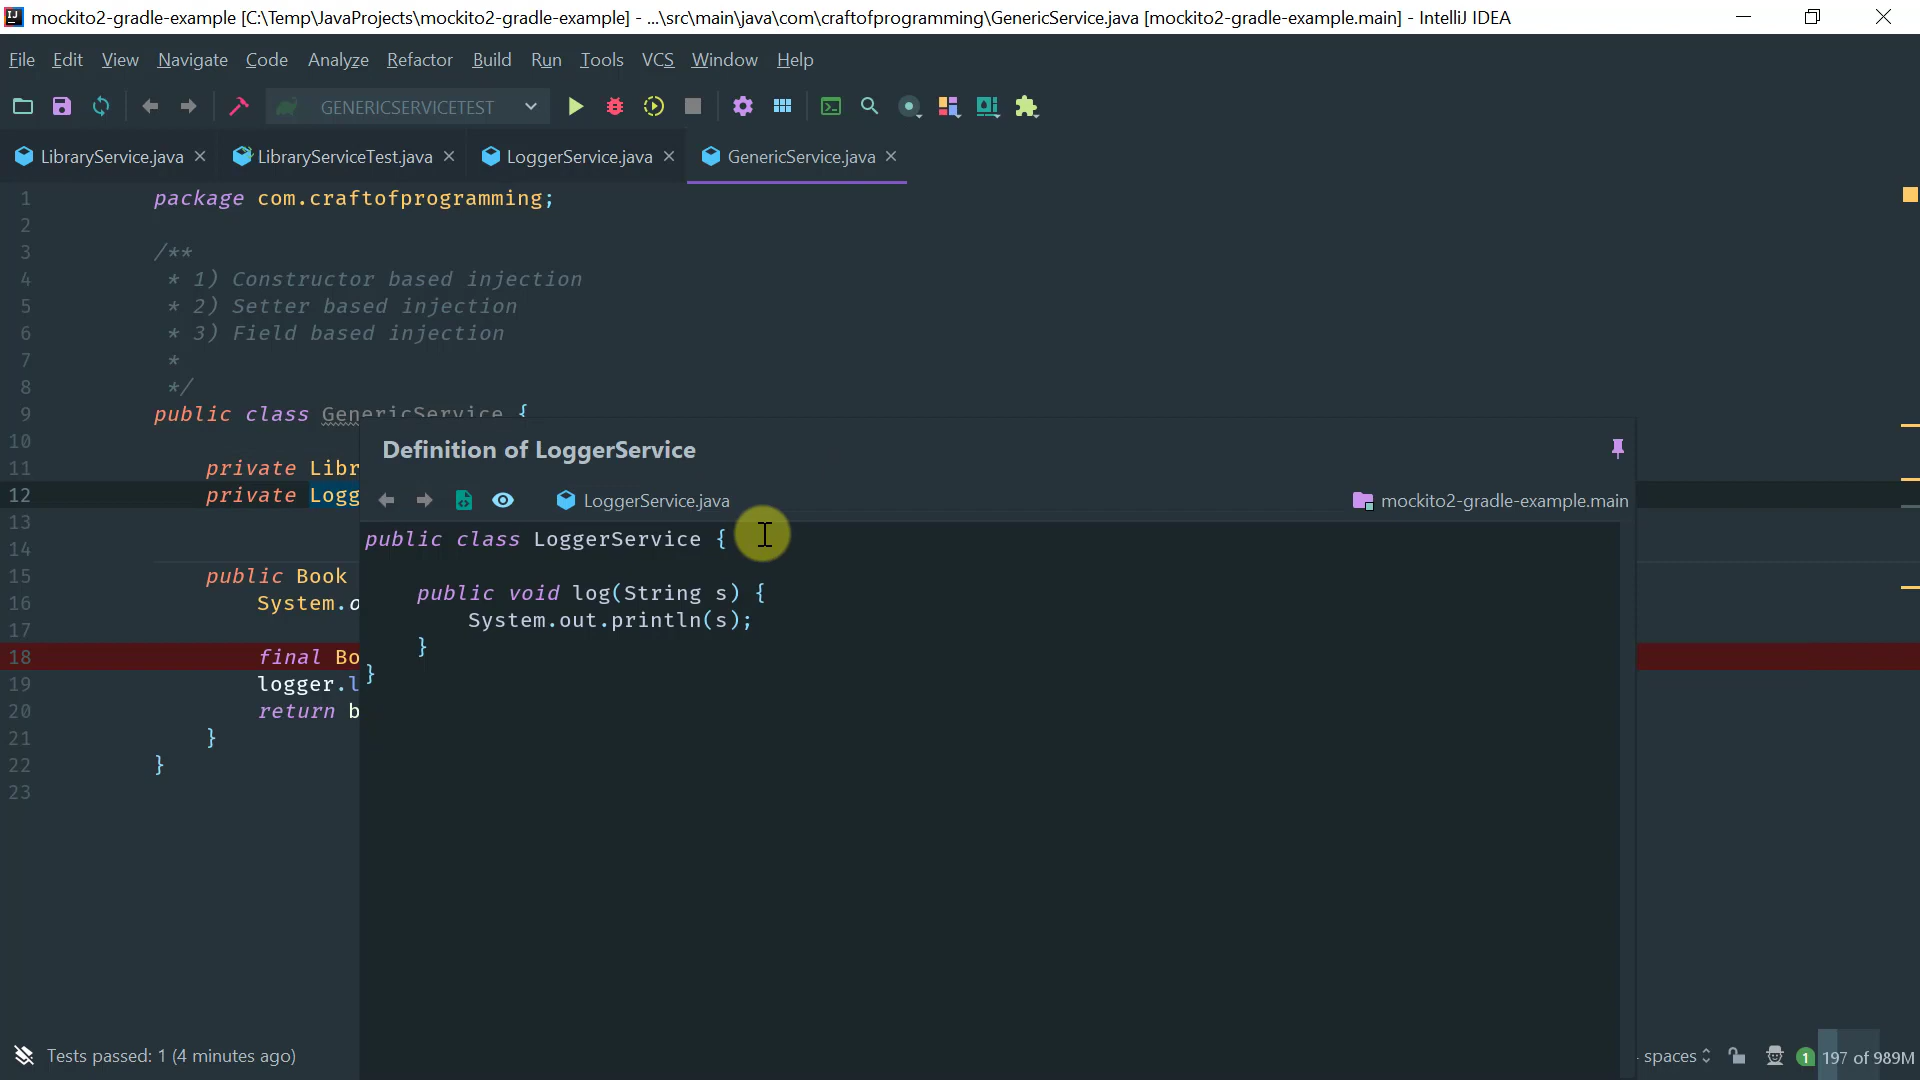 mockito2-gradle-example [C:\Temp\JavaProjects\mockito2-gradle-example] - ...\src\main\java\com\craftofprogramming\GenericService.java [mockito2-gradle-example.main] - IntelliJ IDEA
File Edit View Navigate Code Analyze Refactor Build Run Tools VCS Window Help
GENERICSERVICETEST
LibraryService.java LibraryServiceTest.java LoggerService.java GenericService.java
1 package com.craftofprogramming;
2
3 /**
4 * 1) Constructor based injection
5 * 2) Setter based injection
6 * 3) Field based injection
7 *
8 */
9 public class GenericService {
10
11 private Libr
12 private Logg
13
14
15 public Book
16 System.o
17
18 final Bo
19 logger.l
20 return b
21 }
22 }
23
Definition of LoggerService
LoggerService.java mockito2-gradle-example.main
public class LoggerService {
public void log(String s) {
System.out.println(s);
}
}
Tests passed: 1 (4 minutes ago) spaces 1 197 of 989M